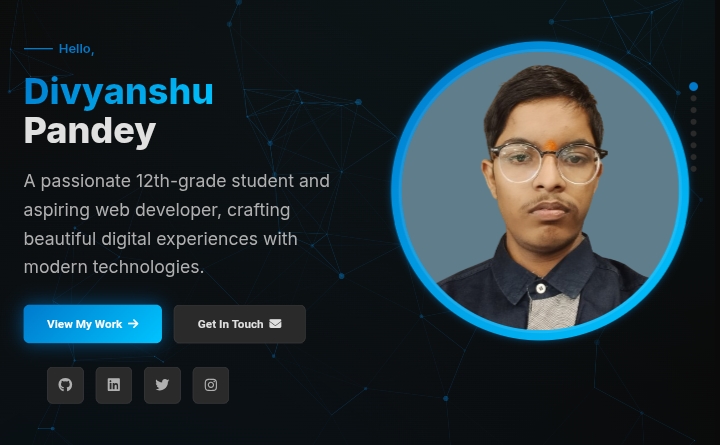 Hello,
Divyanshu
Pandey
A passionate 12th-grade student and
aspiring web developer, crafting
beautiful digital experiences with
modern technologies.
View My Work
Get In Touch